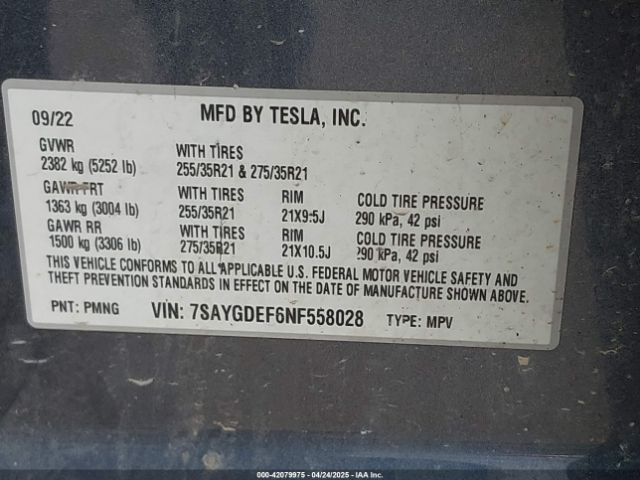 09/22 MFD BY TESLA, INC.
GVWR WITH TIRES
2382 kg (5252 lb) 255/35R21 & 275/35R21
GAWR FRT WITH TIRES RIM COLD TIRE PRESSURE
1363 kg (3004 lb) 255/35R21 21X9.5J 290 kPa, 42 psi
GAWR RR WITH TIRES RIM COLD TIRE PRESSURE
1500 kg (3306 lb) 275/35R21 21X10.5J 290 kPa, 42 psi
THIS VEHICLE CONFORMS TO ALL APPLICABLE U.S. FEDERAL MOTOR VEHICLE SAFETY AND
THEFT PREVENTION STANDARDS IN EFFECT ON THE DATE OF MANUFACTURE SHOWN ABOVE.
PNT: PMNG VIN: 7SAYGDEF6NF558028 TYPE: MPV
000-42079975 - 04/24/2025 - IAA Inc.